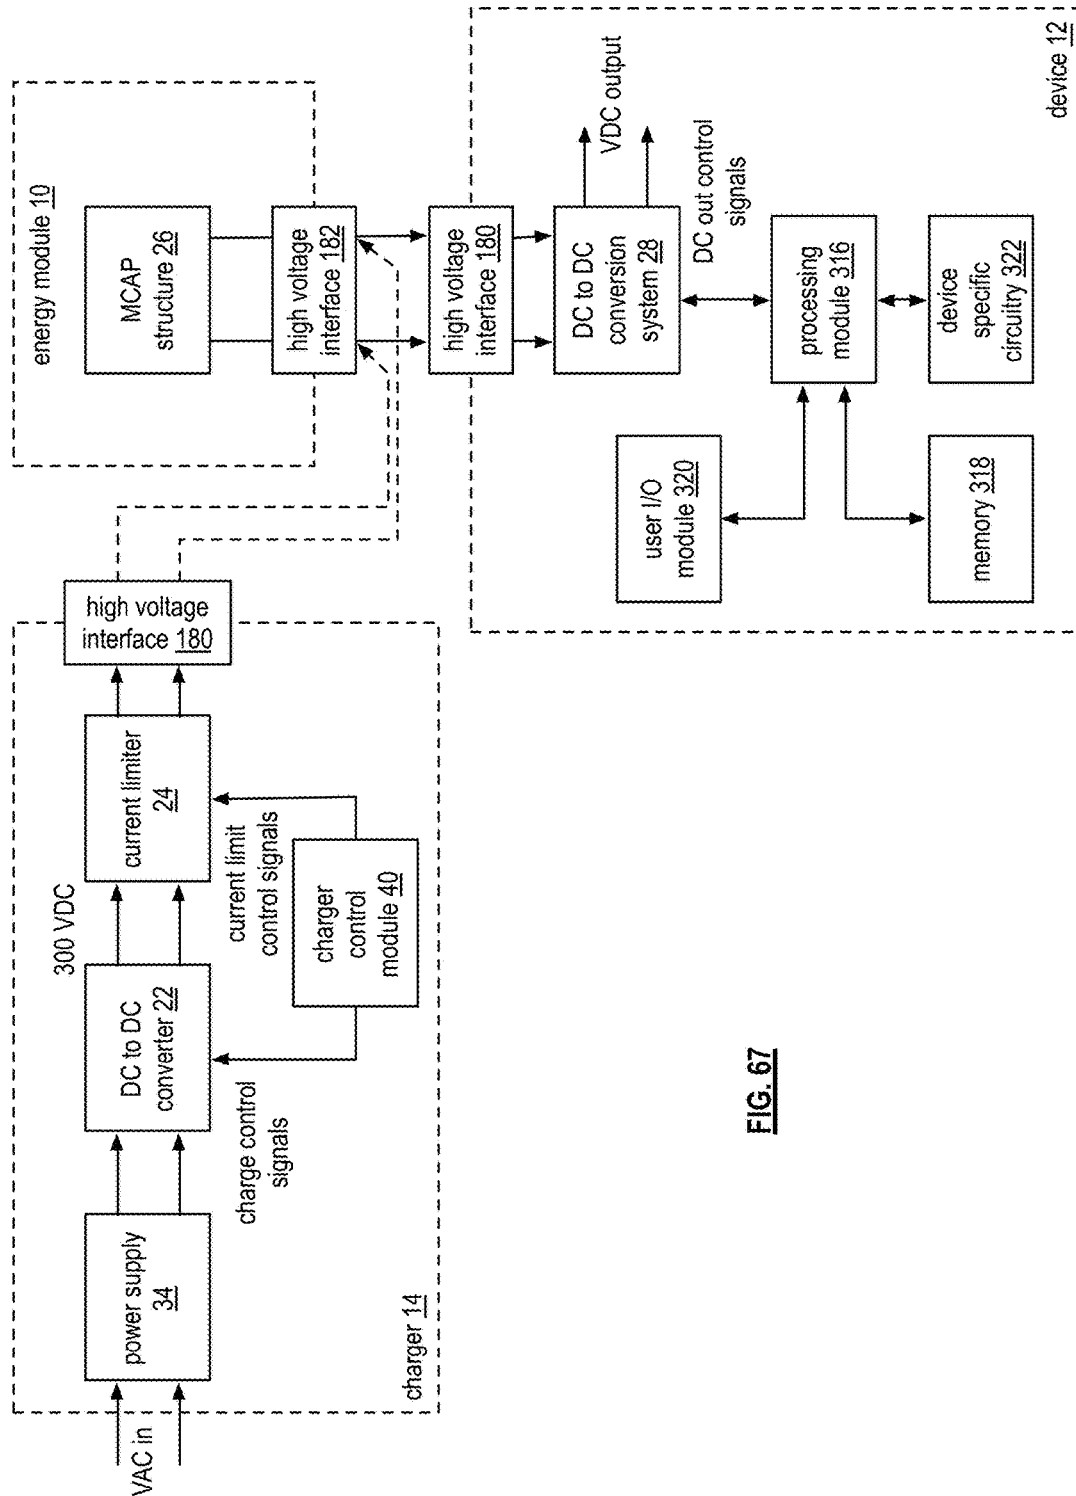 VAC in
power supply
34
charge control
signals
DC to DC
converter 22
300 VDC
current limiter
24
current limit
control signals
charger
control
module 40
high voltage
interface 180
charger 14
energy module 10
MCAP
structure 26
high voltage
interface 182
high voltage
interface 180
DC to DC
conversion
system 28
VDC output
DC out control
signals
user I/O
module 320
processing
module 316
memory 318
device
specific
circuitry 322
device 12
FIG. 67